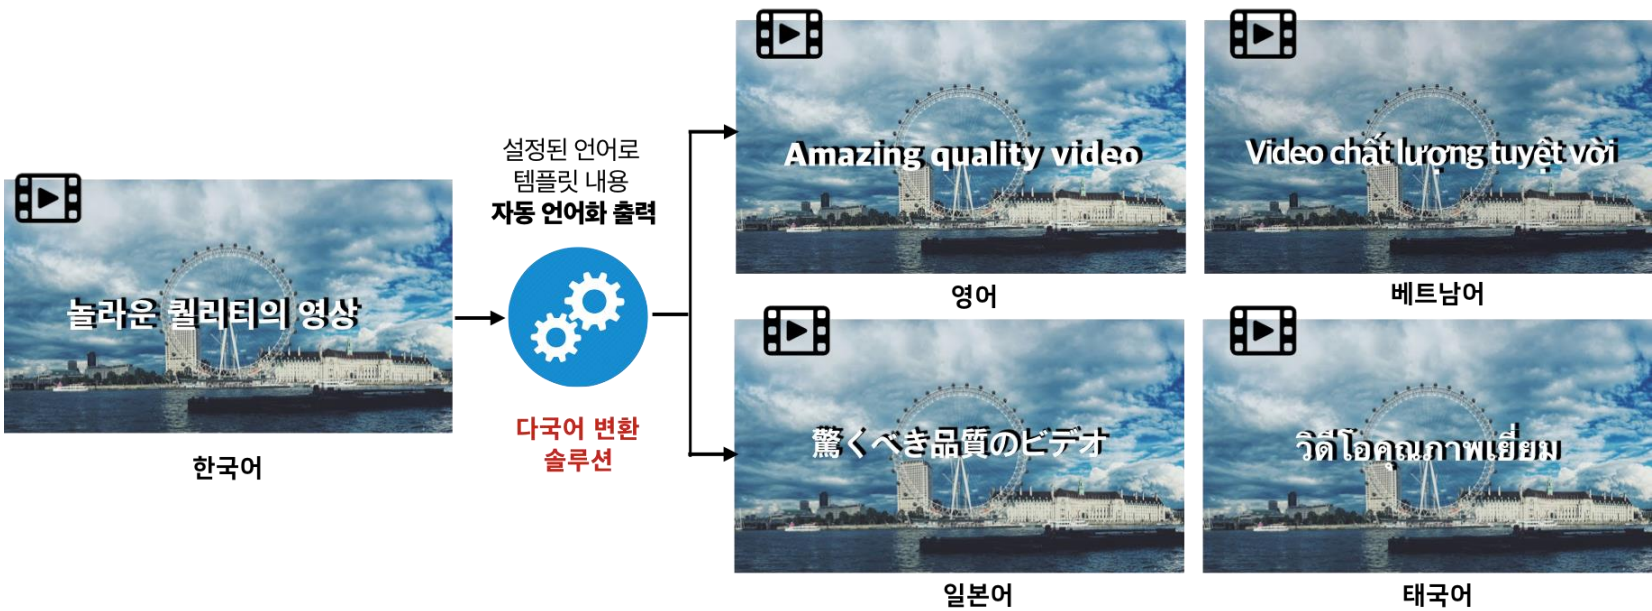 놀라운 퀄리티의 영상
한국어
설정된 언어로
템플릿 내용
자동 언어화 출력
다국어 변환
솔루션
Amazing quality video
영어
Video chất lượng tuyệt vời
베트남어
驚くべき品質のビデオ
일본어
วิดีโอคุณภาพเยี่ยม
태국어